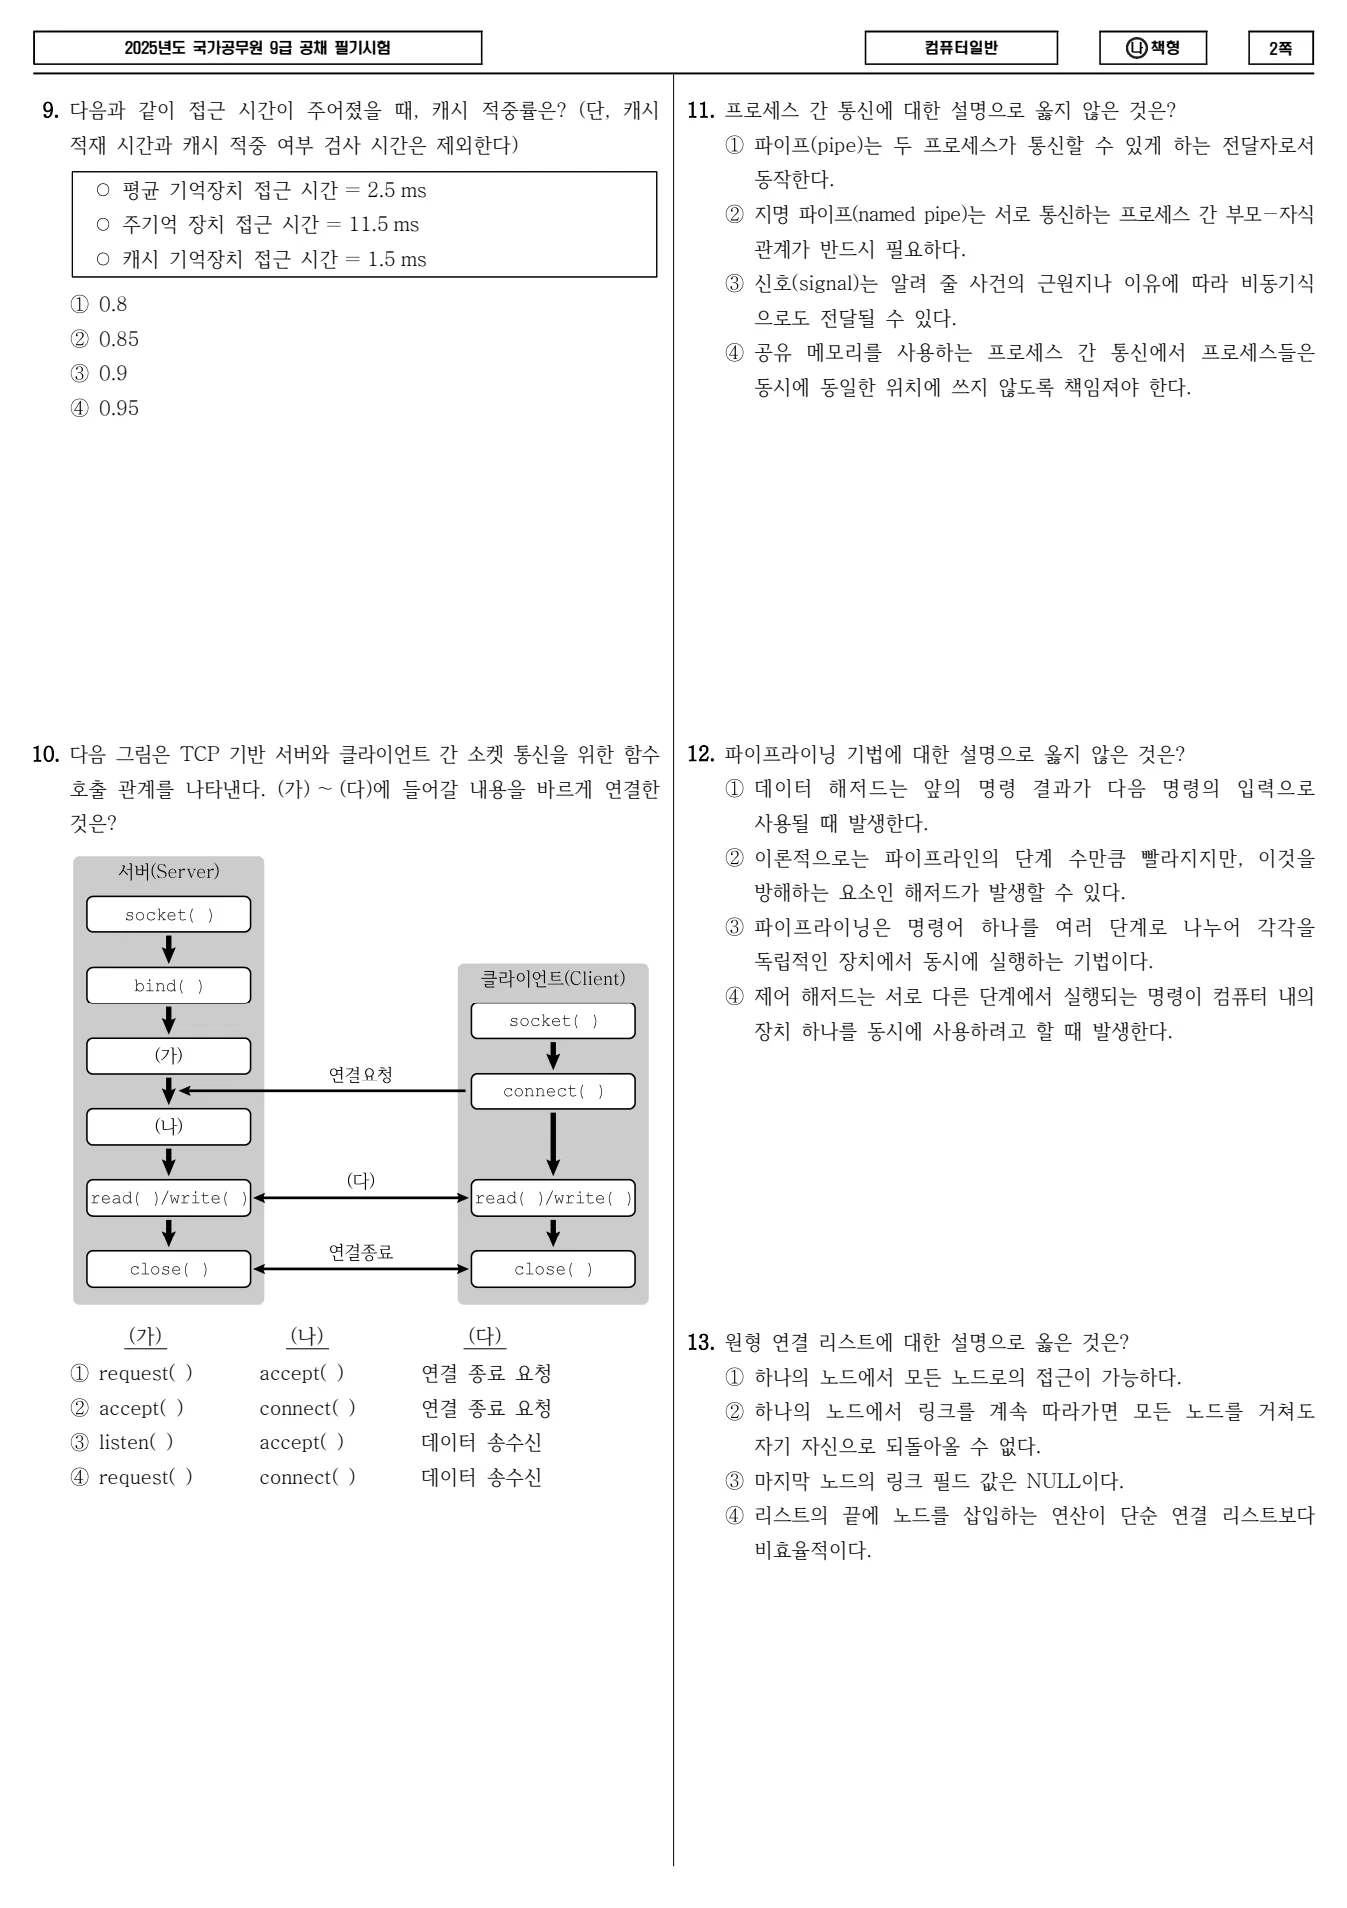 2025년도 국가공무원 9급 공채 필기시험
컴퓨터일반
㉯책형
2쪽
9. 다음과 같이 접근 시간이 주어졌을 때, 캐시 적중률은? (단, 캐시
적재 시간과 캐시 적중 여부 검사 시간은 제외한다)
○ 평균 기억장치 접근 시간 = 2.5 ms
○ 주기억 장치 접근 시간 = 11.5 ms
○ 캐시 기억장치 접근 시간 = 1.5 ms
① 0.8
② 0.85
③ 0.9
④ 0.95
10. 다음 그림은 TCP 기반 서버와 클라이언트 간 소켓 통신을 위한 함수
호출 관계를 나타낸다. (가) ~ (다)에 들어갈 내용을 바르게 연결한
것은?
서버(Server)
socket( )
bind( )
(가)
(나)
read( )/write( )
close( )
연결요청
(다)
연결종료
클라이언트(Client)
socket( )
connect( )
read( )/write( )
close( )
(가) (나) (다)
① request( ) accept( ) 연결 종료 요청
② accept( ) connect( ) 연결 종료 요청
③ listen( ) accept( ) 데이터 송수신
④ request( ) connect( ) 데이터 송수신
11. 프로세스 간 통신에 대한 설명으로 옳지 않은 것은?
① 파이프(pipe)는 두 프로세스가 통신할 수 있게 하는 전달자로서
동작한다.
② 지명 파이프(named pipe)는 서로 통신하는 프로세스 간 부모-자식
관계가 반드시 필요하다.
③ 신호(signal)는 알려 줄 사건의 근원지나 이유에 따라 비동기식
으로도 전달될 수 있다.
④ 공유 메모리를 사용하는 프로세스 간 통신에서 프로세스들은
동시에 동일한 위치에 쓰지 않도록 책임져야 한다.
12. 파이프라이닝 기법에 대한 설명으로 옳지 않은 것은?
① 데이터 해저드는 앞의 명령 결과가 다음 명령의 입력으로
사용될 때 발생한다.
② 이론적으로는 파이프라인의 단계 수만큼 빨라지지만, 이것을
방해하는 요소인 해저드가 발생할 수 있다.
③ 파이프라이닝은 명령어 하나를 여러 단계로 나누어 각각을
독립적인 장치에서 동시에 실행하는 기법이다.
④ 제어 해저드는 서로 다른 단계에서 실행되는 명령이 컴퓨터 내의
장치 하나를 동시에 사용하려고 할 때 발생한다.
13. 원형 연결 리스트에 대한 설명으로 옳은 것은?
① 하나의 노드에서 모든 노드로의 접근이 가능하다.
② 하나의 노드에서 링크를 계속 따라가면 모든 노드를 거쳐도
자기 자신으로 되돌아올 수 없다.
③ 마지막 노드의 링크 필드 값은 NULL이다.
④ 리스트의 끝에 노드를 삽입하는 연산이 단순 연결 리스트보다
비효율적이다.